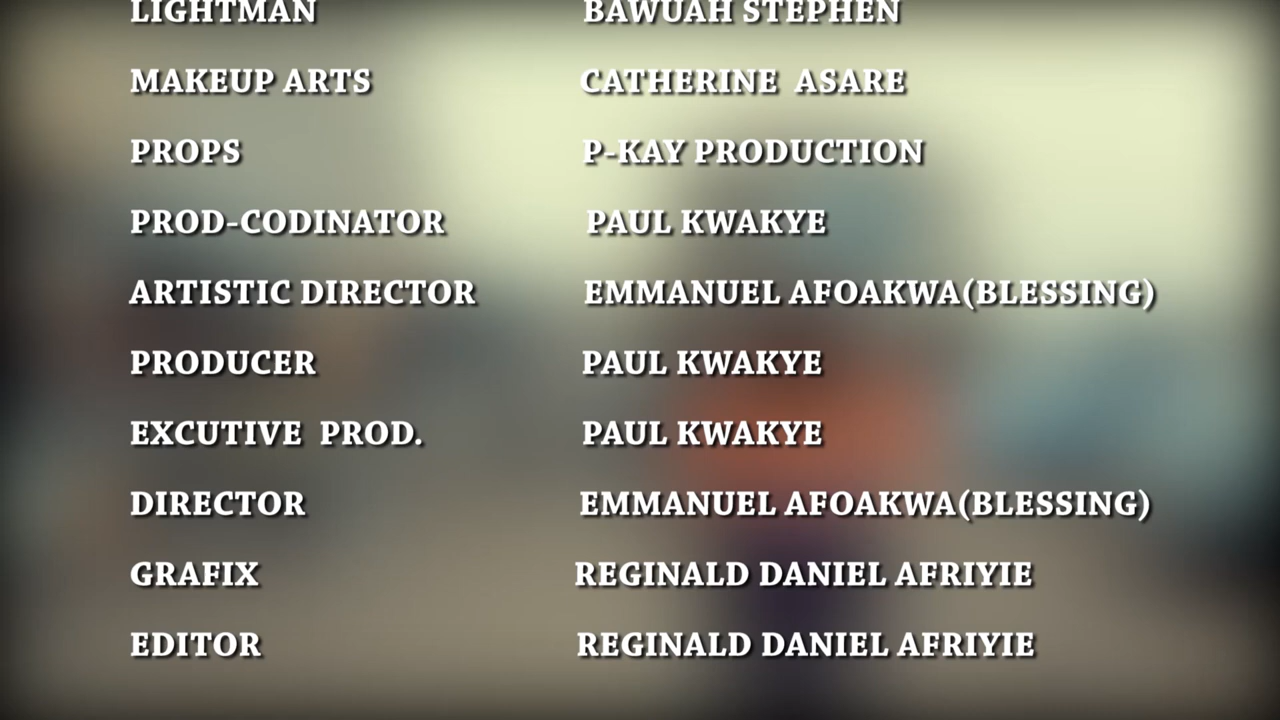 LIGHTMAN BAWUAH STEPHEN
MAKEUP ARTS CATHERINE ASARE
PROPS P-KAY PRODUCTION
PROD-CODINATOR PAUL KWAKYE
ARTISTIC DIRECTOR EMMANUEL AFOAKWA(BLESSING)
PRODUCER PAUL KWAKYE
EXCUTIVE PROD. PAUL KWAKYE
DIRECTOR EMMANUEL AFOAKWA(BLESSING)
GRAFIX REGINALD DANIEL AFRIYIE
EDITOR REGINALD DANIEL AFRIYIE